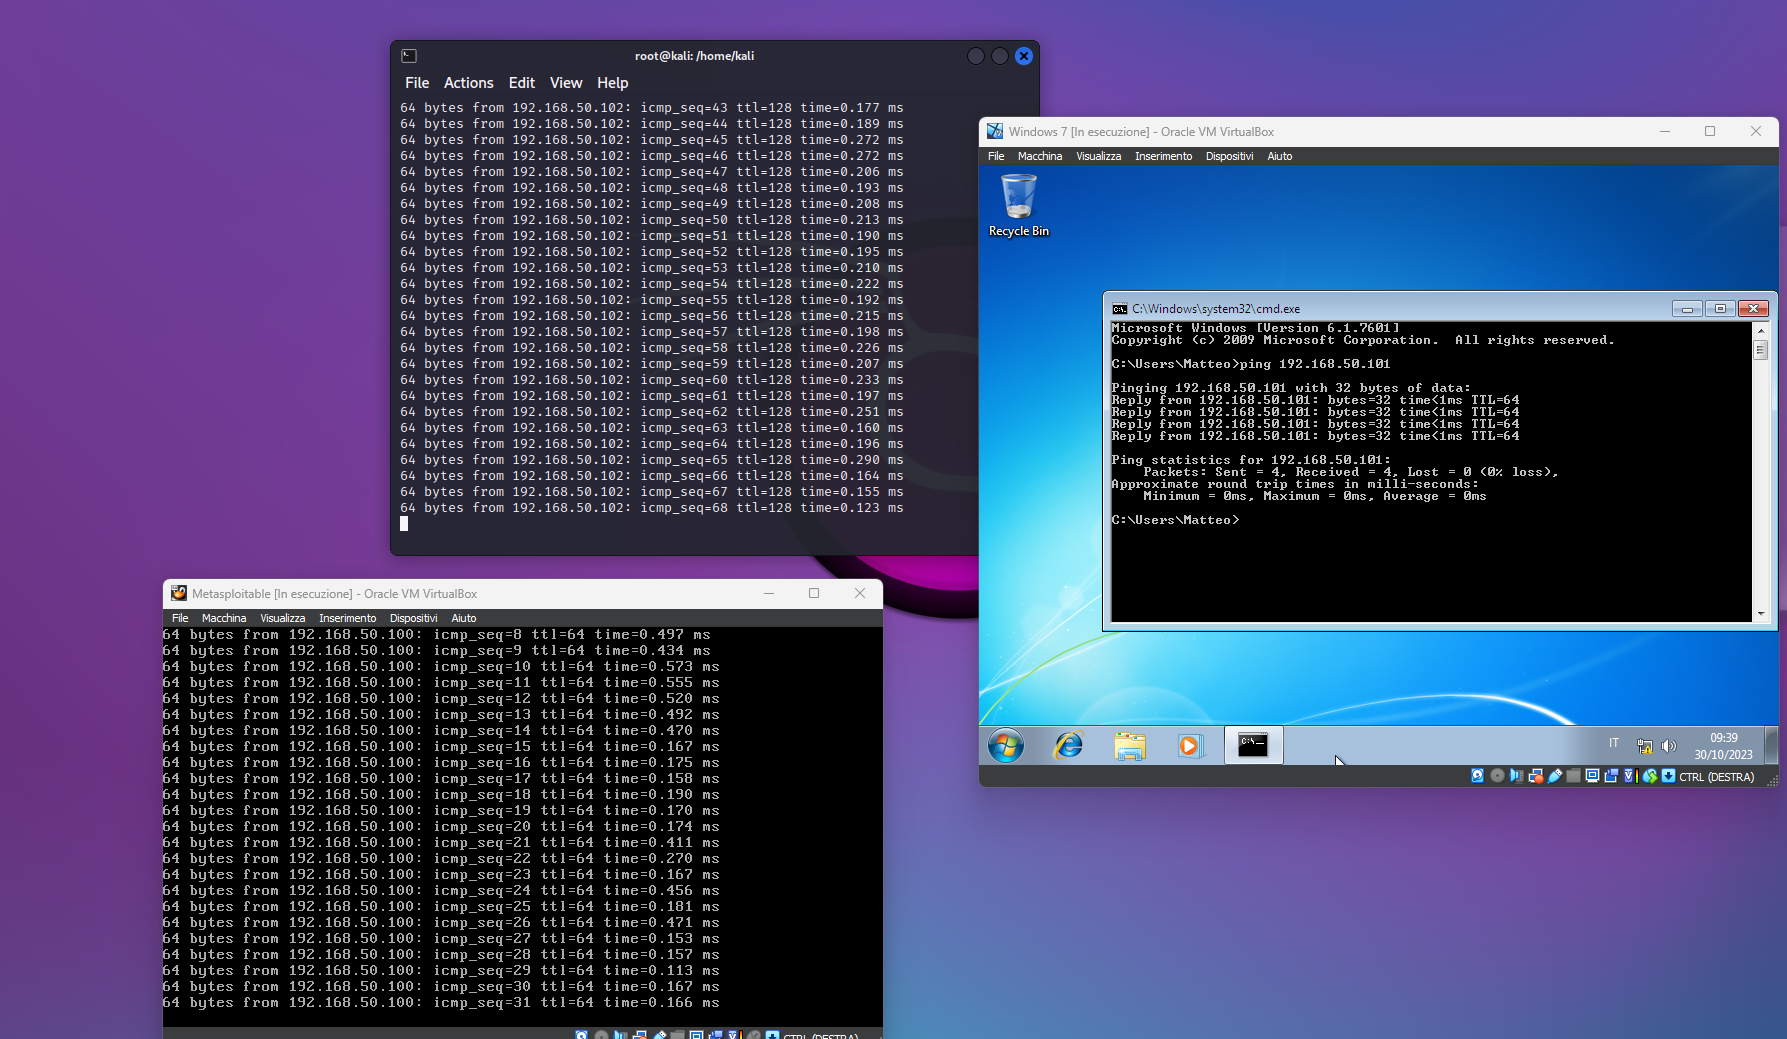 root@kali: /home/kali
File Actions Edit View Help
64 bytes from 192.168.50.102: icmp_seq=43 ttl=128 time=0.177 ms
64 bytes from 192.168.50.102: icmp_seq=44 ttl=128 time=0.189 ms
64 bytes from 192.168.50.102: icmp_seq=45 ttl=128 time=0.272 ms
64 bytes from 192.168.50.102: icmp_seq=46 ttl=128 time=0.272 ms
64 bytes from 192.168.50.102: icmp_seq=47 ttl=128 time=0.206 ms
64 bytes from 192.168.50.102: icmp_seq=48 ttl=128 time=0.193 ms
64 bytes from 192.168.50.102: icmp_seq=49 ttl=128 time=0.208 ms
64 bytes from 192.168.50.102: icmp_seq=50 ttl=128 time=0.213 ms
64 bytes from 192.168.50.102: icmp_seq=51 ttl=128 time=0.190 ms
64 bytes from 192.168.50.102: icmp_seq=52 ttl=128 time=0.195 ms
64 bytes from 192.168.50.102: icmp_seq=53 ttl=128 time=0.210 ms
64 bytes from 192.168.50.102: icmp_seq=54 ttl=128 time=0.222 ms
64 bytes from 192.168.50.102: icmp_seq=55 ttl=128 time=0.192 ms
64 bytes from 192.168.50.102: icmp_seq=56 ttl=128 time=0.215 ms
64 bytes from 192.168.50.102: icmp_seq=57 ttl=128 time=0.198 ms
64 bytes from 192.168.50.102: icmp_seq=58 ttl=128 time=0.226 ms
64 bytes from 192.168.50.102: icmp_seq=59 ttl=128 time=0.207 ms
64 bytes from 192.168.50.102: icmp_seq=60 ttl=128 time=0.233 ms
64 bytes from 192.168.50.102: icmp_seq=61 ttl=128 time=0.197 ms
64 bytes from 192.168.50.102: icmp_seq=62 ttl=128 time=0.251 ms
64 bytes from 192.168.50.102: icmp_seq=63 ttl=128 time=0.160 ms
64 bytes from 192.168.50.102: icmp_seq=64 ttl=128 time=0.196 ms
64 bytes from 192.168.50.102: icmp_seq=65 ttl=128 time=0.290 ms
64 bytes from 192.168.50.102: icmp_seq=66 ttl=128 time=0.164 ms
64 bytes from 192.168.50.102: icmp_seq=67 ttl=128 time=0.155 ms
64 bytes from 192.168.50.102: icmp_seq=68 ttl=128 time=0.123 ms
Windows 7 [In esecuzione] - Oracle VM VirtualBox
File Macchina Visualizza Inserimento Dispositivi Aiuto
Recycle Bin
C:\Windows\system32\cmd.exe
Microsoft Windows [Version 6.1.7601]
Copyright (c) 2009 Microsoft Corporation.  All rights reserved.
C:\Users\Matteo>ping 192.168.50.101
Pinging 192.168.50.101 with 32 bytes of data:
Reply from 192.168.50.101: bytes=32 time<1ms TTL=64
Reply from 192.168.50.101: bytes=32 time<1ms TTL=64
Reply from 192.168.50.101: bytes=32 time<1ms TTL=64
Reply from 192.168.50.101: bytes=32 time<1ms TTL=64
Ping statistics for 192.168.50.101:
Packets: Sent = 4, Received = 4, Lost = 0 (0% loss),
Approximate round trip times in milli-seconds:
Minimum = 0ms, Maximum = 0ms, Average = 0ms
C:\Users\Matteo>
IT
09:39
30/10/2023
CTRL (DESTRA)
Metasploitable [In esecuzione] - Oracle VM VirtualBox
File Macchina Visualizza Inserimento Dispositivi Aiuto
64 bytes from 192.168.50.100: icmp_seq=8 ttl=64 time=0.497 ms
64 bytes from 192.168.50.100: icmp_seq=9 ttl=64 time=0.434 ms
64 bytes from 192.168.50.100: icmp_seq=10 ttl=64 time=0.573 ms
64 bytes from 192.168.50.100: icmp_seq=11 ttl=64 time=0.555 ms
64 bytes from 192.168.50.100: icmp_seq=12 ttl=64 time=0.520 ms
64 bytes from 192.168.50.100: icmp_seq=13 ttl=64 time=0.492 ms
64 bytes from 192.168.50.100: icmp_seq=14 ttl=64 time=0.470 ms
64 bytes from 192.168.50.100: icmp_seq=15 ttl=64 time=0.167 ms
64 bytes from 192.168.50.100: icmp_seq=16 ttl=64 time=0.175 ms
64 bytes from 192.168.50.100: icmp_seq=17 ttl=64 time=0.158 ms
64 bytes from 192.168.50.100: icmp_seq=18 ttl=64 time=0.190 ms
64 bytes from 192.168.50.100: icmp_seq=19 ttl=64 time=0.170 ms
64 bytes from 192.168.50.100: icmp_seq=20 ttl=64 time=0.174 ms
64 bytes from 192.168.50.100: icmp_seq=21 ttl=64 time=0.411 ms
64 bytes from 192.168.50.100: icmp_seq=22 ttl=64 time=0.270 ms
64 bytes from 192.168.50.100: icmp_seq=23 ttl=64 time=0.167 ms
64 bytes from 192.168.50.100: icmp_seq=24 ttl=64 time=0.456 ms
64 bytes from 192.168.50.100: icmp_seq=25 ttl=64 time=0.181 ms
64 bytes from 192.168.50.100: icmp_seq=26 ttl=64 time=0.471 ms
64 bytes from 192.168.50.100: icmp_seq=27 ttl=64 time=0.153 ms
64 bytes from 192.168.50.100: icmp_seq=28 ttl=64 time=0.157 ms
64 bytes from 192.168.50.100: icmp_seq=29 ttl=64 time=0.113 ms
64 bytes from 192.168.50.100: icmp_seq=30 ttl=64 time=0.167 ms
64 bytes from 192.168.50.100: icmp_seq=31 ttl=64 time=0.166 ms
CTRL (DESTRA)